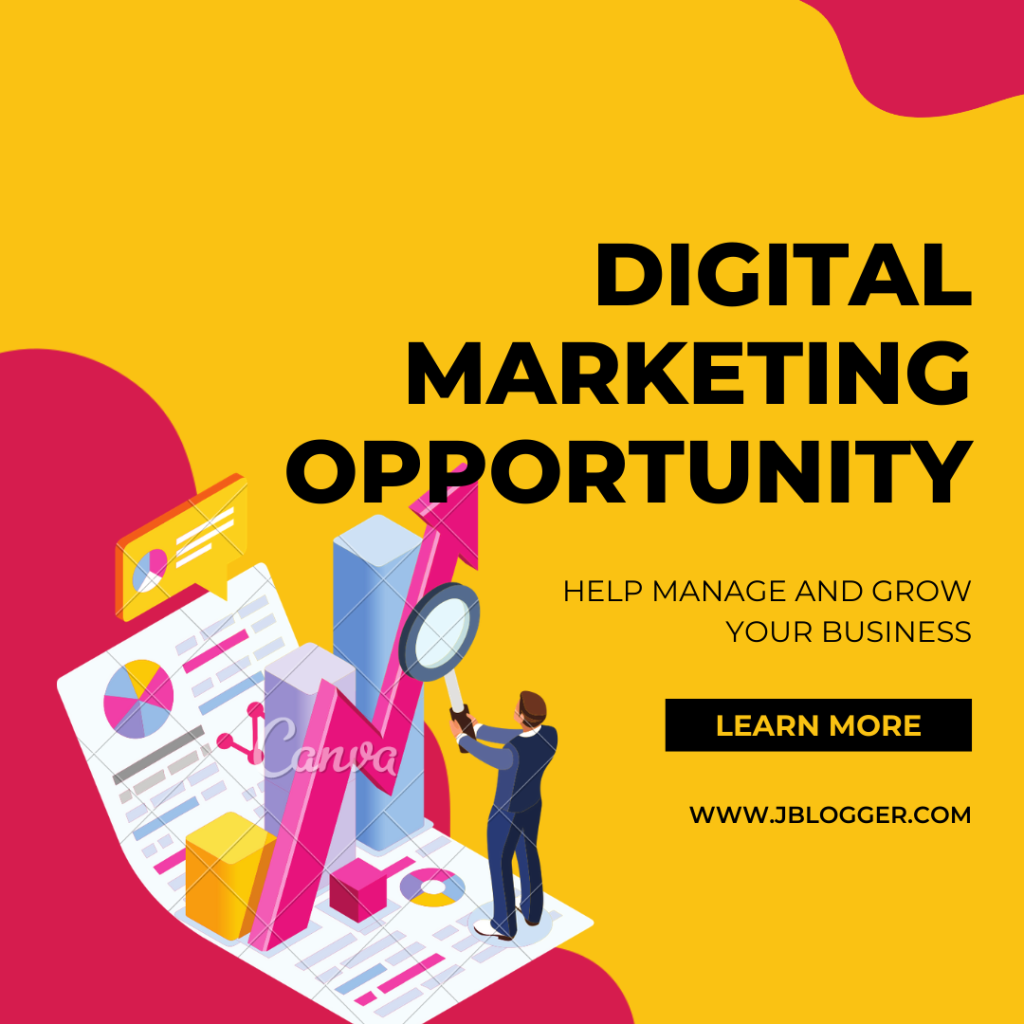 DIGITAL
MARKETING
OPPORTUNITY
HELP MANAGE AND GROW
YOUR BUSINESS
LEARN MORE
Canva
WWW.JBLOGGER.COM